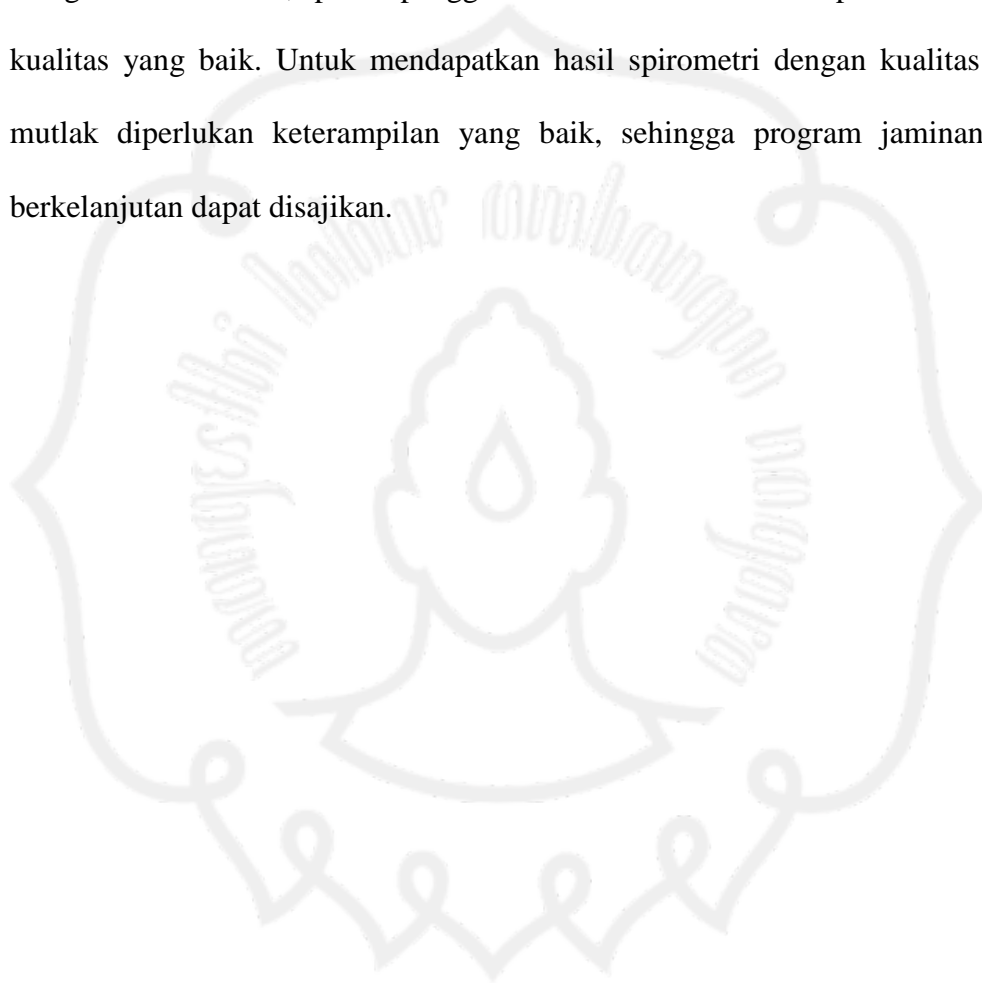 kualitas yang baik. Untuk mendapatkan hasil spirometri dengan kualitas
mutlak diperlukan keterampilan yang baik, sehingga program jaminan
berkelanjutan dapat disajikan.